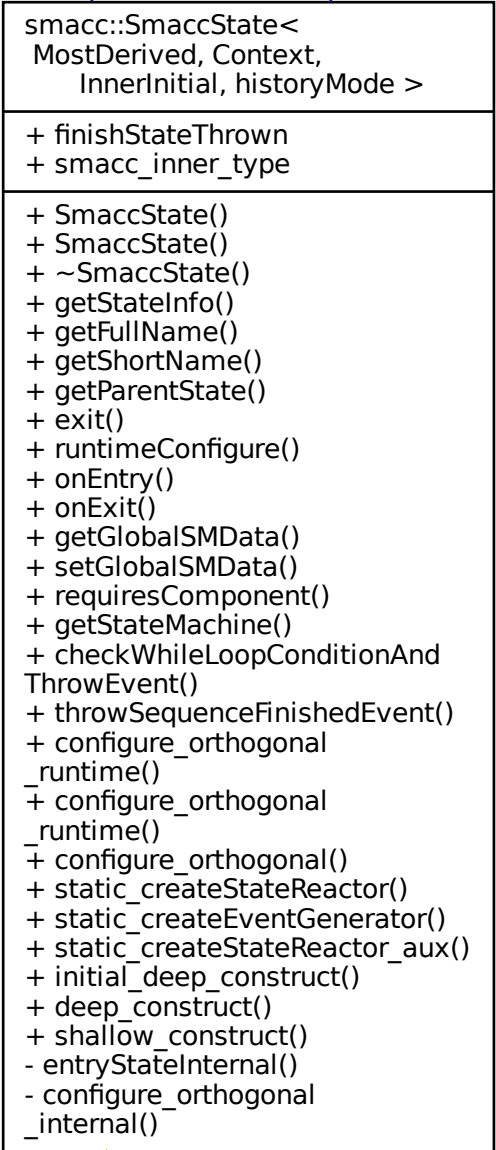 smacc::SmaccState<
MostDerived, Context,
InnerInitial, historyMode >
+ finishStateThrown
+ smacc_inner_type
+ SmaccState()
+ SmaccState()
+ ~SmaccState()
+ getStateInfo()
+ getFullName()
+ getShortName()
+ getParentState()
+ exit()
+ runtimeConfigure()
+ onEntry()
+ onExit()
+ getGlobalSMData()
+ setGlobalSMData()
+ requiresComponent()
+ getStateMachine()
+ checkWhileLoopConditionAnd
ThrowEvent()
+ throwSequenceFinishedEvent()
+ configure_orthogonal
_runtime()
+ configure_orthogonal
_runtime()
+ configure_orthogonal()
+ static_createStateReactor()
+ static_createEventGenerator()
+ static_createStateReactor_aux()
+ initial_deep_construct()
+ deep_construct()
+ shallow_construct()
- entryStateInternal()
- configure_orthogonal
_internal()